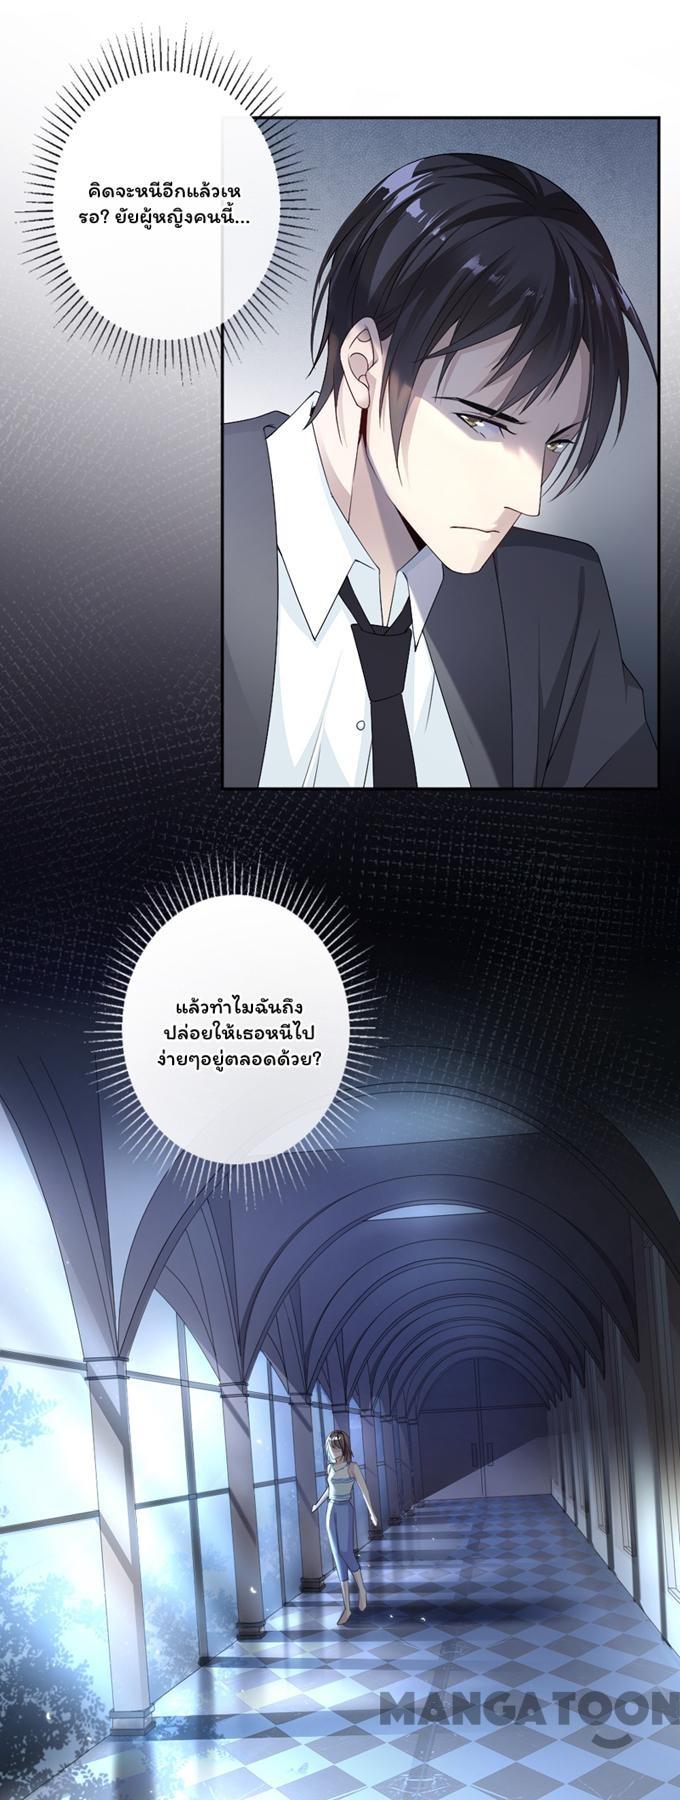 คิดจะหนีอีกแล้วเห
รอ? ยัยผู้หญิงคนนี้...
แล้วทำไมฉันถึง
ปล่อยให้เธอหนีไป
ง่ายๆอยู่ตลอดด้วย?
MANGATOON